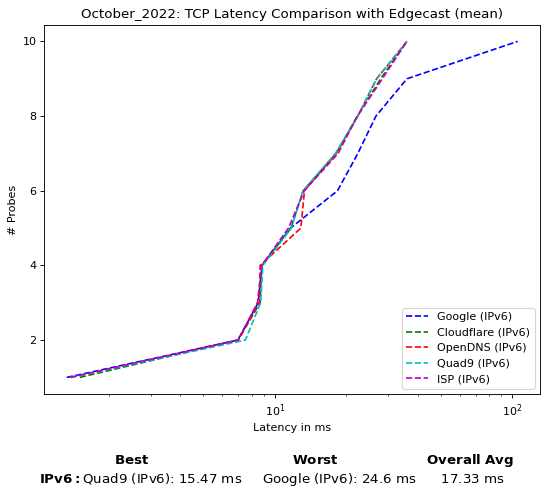 October_2022: TCP Latency Comparison with Edgecast (mean)
10
8
6
4
2
# Probes
10¹
10²
Latency in ms
Google (IPv6)
Cloudflare (IPv6)
OpenDNS (IPv6)
Quad9 (IPv6)
ISP (IPv6)
Best Worst Overall Avg
IPv6: Quad9 (IPv6): 15.47 ms Google (IPv6): 24.6 ms 17.33 ms